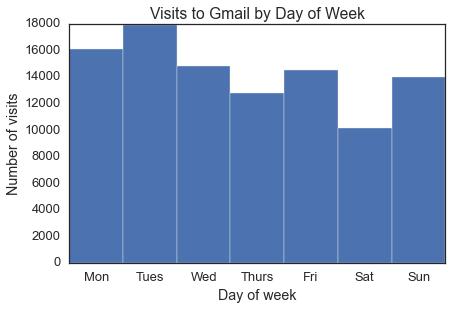 Visits to Gmail by Day of Week
18000
16000
14000
12000
10000
8000
6000
4000
2000
0
Number of visits
Mon Tues Wed Thurs Fri Sat Sun
Day of week